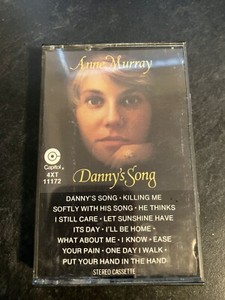 Anne Murray
Capitol
4XT
11172
Danny's Song
DANNY'S SONG • KILLING ME
SOFTLY WITH HIS SONG • HE THINKS
I STILL CARE • LET SUNSHINE HAVE
ITS DAY • I'LL BE HOME •
WHAT ABOUT ME • I KNOW • EASE
YOUR PAIN • ONE DAY I WALK •
PUT YOUR HAND IN THE HAND
STEREO CASSETTE